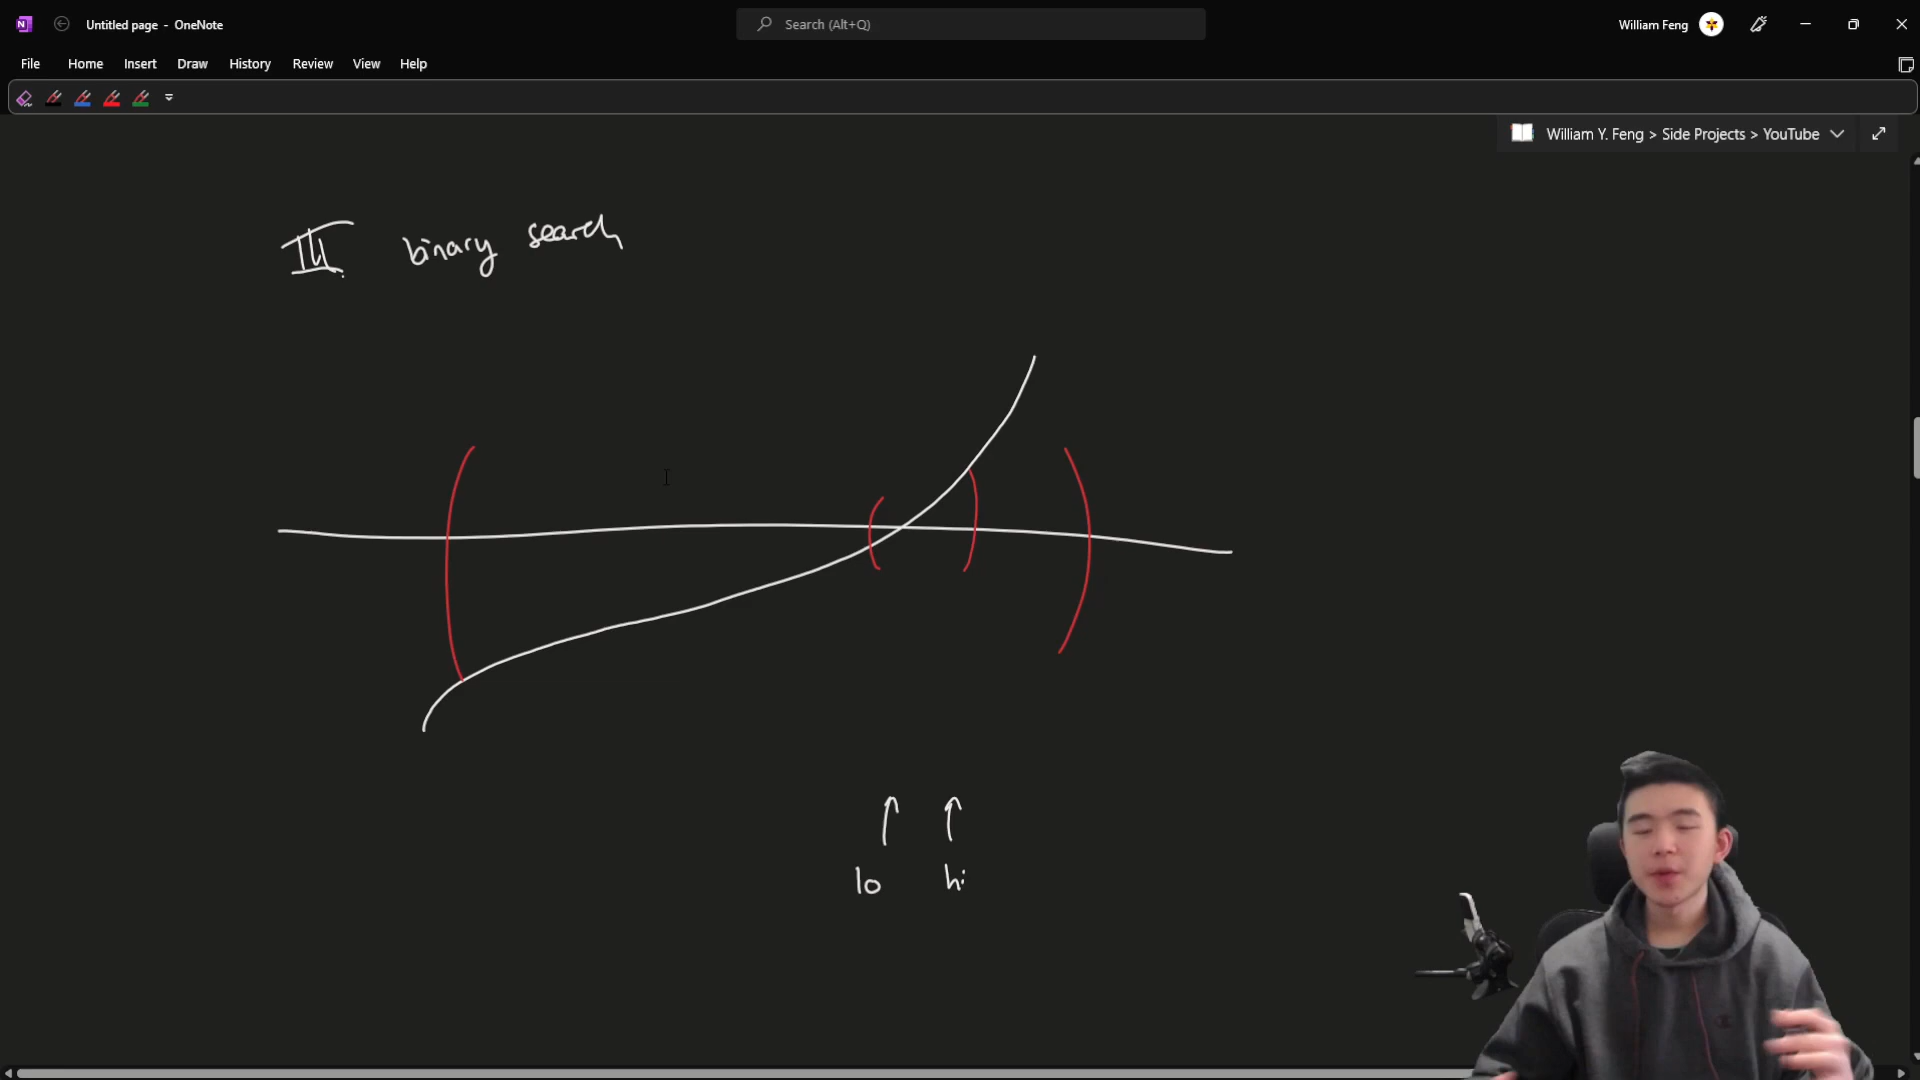 Untitled page - OneNote
Search (Alt+Q)
William Feng
File Home Insert Draw History Review View Help
William Y. Feng > Side Projects > YouTube
III. binary search
lo hi